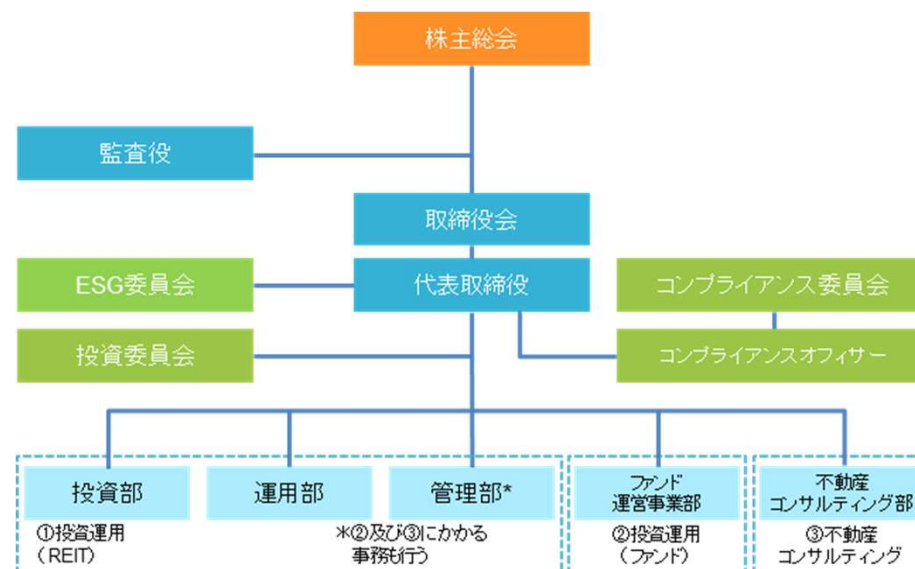 株主総会
監査役
取締役会
ESG委員会
代表取締役
コンプライアンス委員会
投資委員会
コンプライアンスオフィサー
投資部
運用部
管理部*
ファンド
運営事業部
不動産
コンサルティング部
①投資運用
(REIT)
*②及び③にかかる
事務も行う
②投資運用
(ファンド)
③不動産
コンサルティング